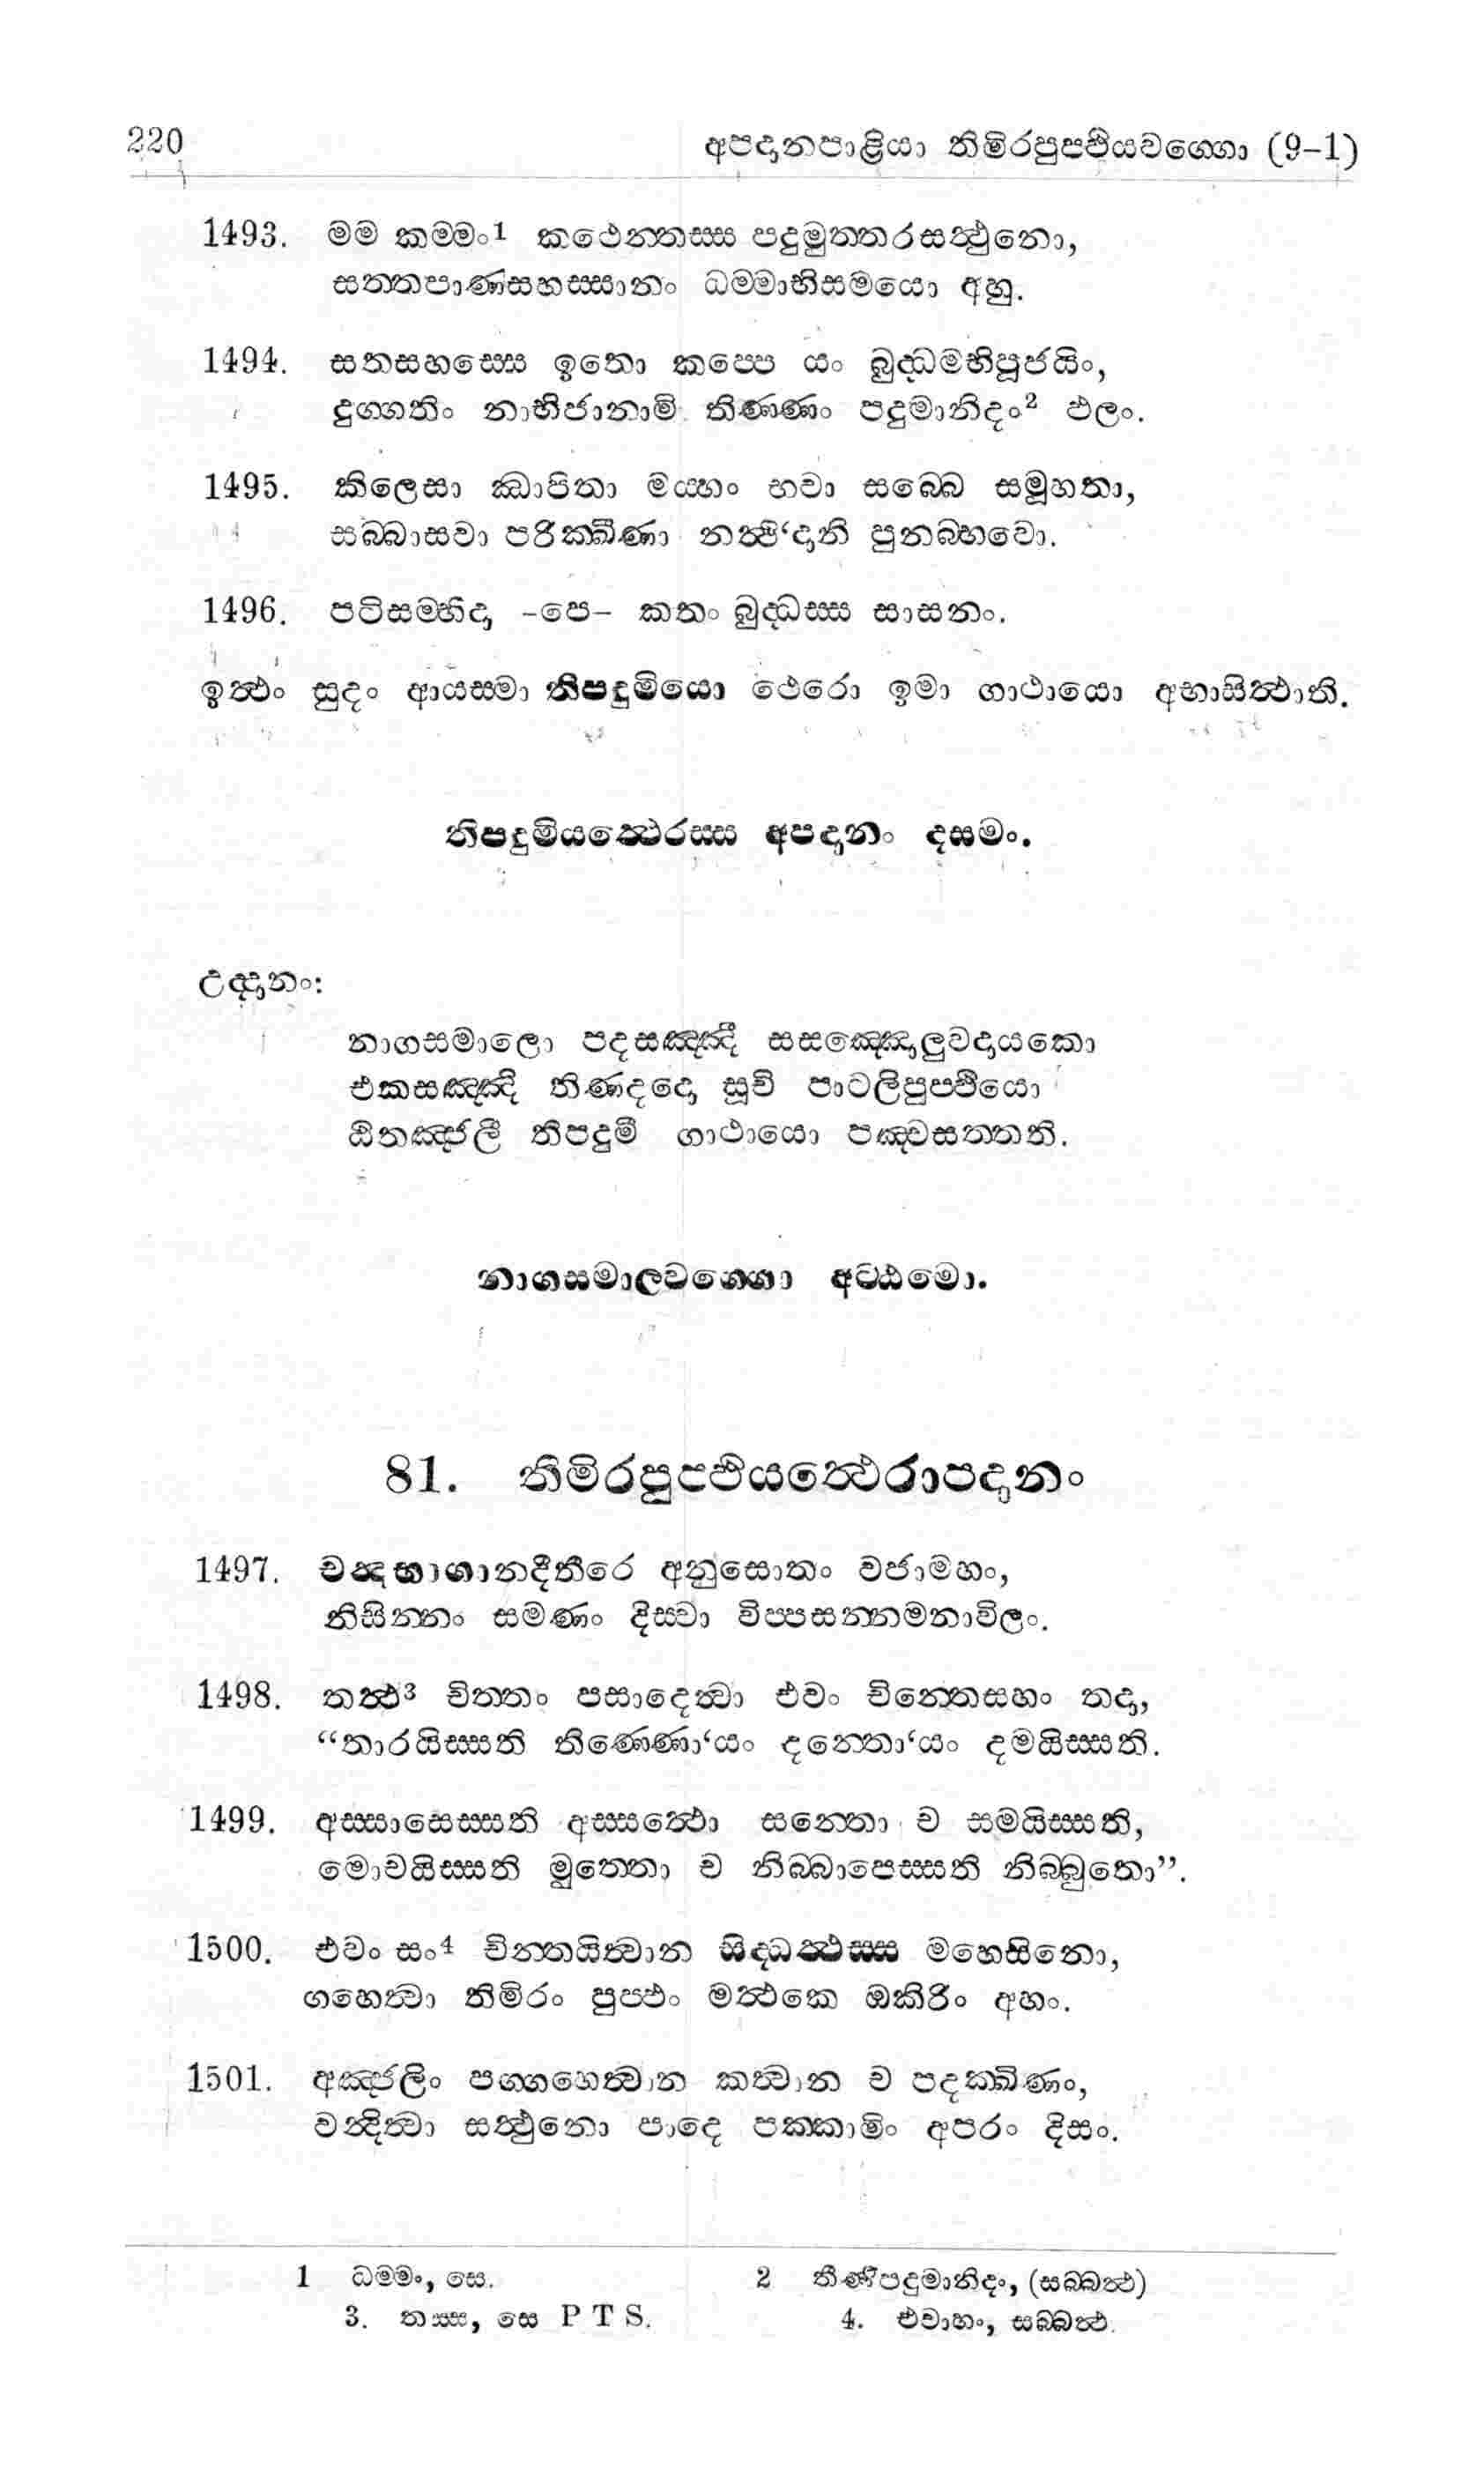 220 අපදානපාළියා තිමිරපුප්ඵියවග්ගො (9–1)
1493. මම කම්මං1 කථෙන්තස්ස පදුමුත්තරසත්ථුනො,
සත්තපාණසහස්සානං ධම්මාභිසමයො අහු.
1494. සතසහස්සෙ ඉතො කප්පෙ යං බුද්ධමභිපූජයිං,
දුග්ගතිං නාභිජානාමි තිණ්ණං පදුමානිදං2 ඵලං.
1495. කිලෙසා ඣාපිතා මය්හං භවා සබ්බෙ සමූහතා,
සබ්බාසවා පරික්ඛීණා නත්ථි‘දානි පුනබ්භවො.
1496. පටිසම්භිදා –පෙ– කතං බුද්ධස්ස සාසනං.
ඉත්ථං සුදං ආයස්මා තිපදුමියො ථෙරො ඉමා ගාථායො අභාසිත්ථාති.
තිපදුමියත්ථෙරස්ස අපදානං දසමං.
උද්දානං:
නාගසමාලො පදසඤ්ඤී සසඤ්ඤොලුවදායකො
එකසඤ්ඤි තිණදදො සූචි පාටලිපුප්ඵියො
ඨිතඤ්ජලී තිපදුමී ගාථායො පඤ්චසත්තති.
නාගසමාලවග්ගො අට්ඨමො.
81. තිමිරපුප්ඵියත්ථෙරාපදානං
1497. චන්දභාගානදීතීරෙ අනුසොතං වජාමහං,
නිසින්නං සමණං දිස්වා විප්පසන්නමනාවිලං.
1498. තත්ථ3 චිත්තං පසාදෙත්වා එවං චින්තෙසහං තදා,
“තාරයිස්සති තිණ්ණො‘යං දන්තො‘යං දමයිස්සති.
1499. අස්සාසෙස්සති අස්සත්ථො සන්තො ච සමයිස්සති,
මොචයිස්සති මුත්තො ච නිබ්බාපෙස්සති නිබ්බුතො”.
1500. එවං සං4 චින්තයිත්වාන සිද්ධත්ථස්ස මහෙසිනො,
ගහෙත්වා තිමිරං පුප්ඵං මත්ථකෙ ඔකිරිං අහං.
1501. අඤ්ජලිං පග්ගහෙත්වාන කත්වාන ච පදක්ඛිණං,
වන්දිත්වා සත්ථුනො පාදෙ පක්කාමිං අපරං දිසං.
1 ධම්මං, සෙ. 2 තීණිපදුමානිදං, (සබ්බත්ථ)
3. තස්ස, සෙ P T S. 4. එවාහං, සබ්බත්ථ.